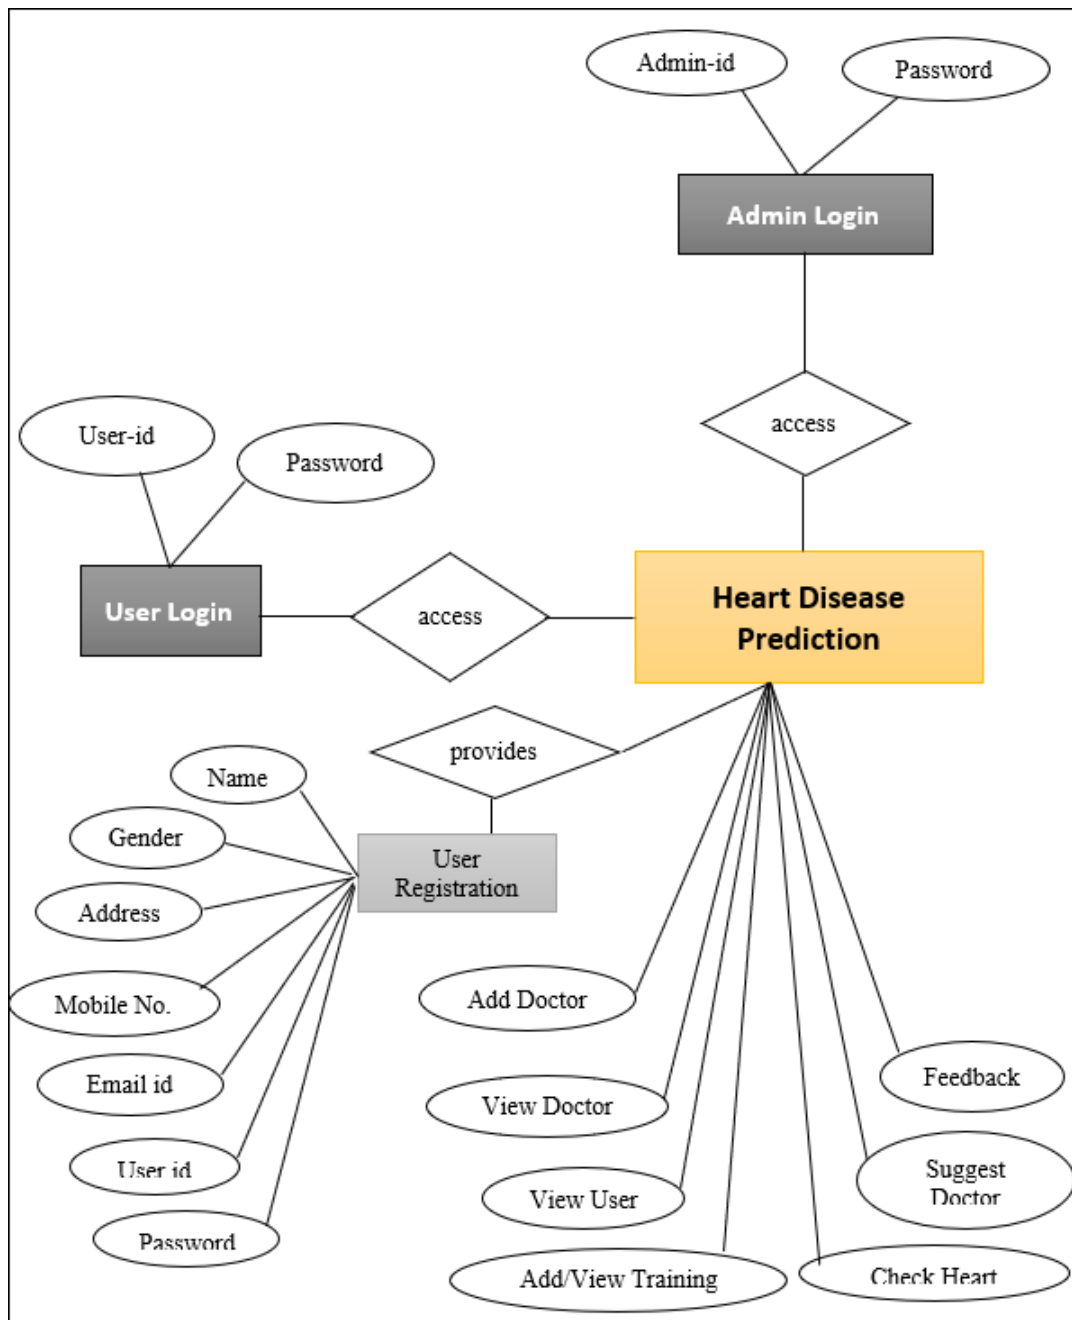 Admin-id
Password
Admin Login
access
User-id
Password
User Login
access
Heart Disease
Prediction
provides
Name
Gender
Address
Mobile No.
Email id
User id
Password
User
Registration
Add Doctor
View Doctor
View User
Add/View Training
Feedback
Suggest
Doctor
Check Heart